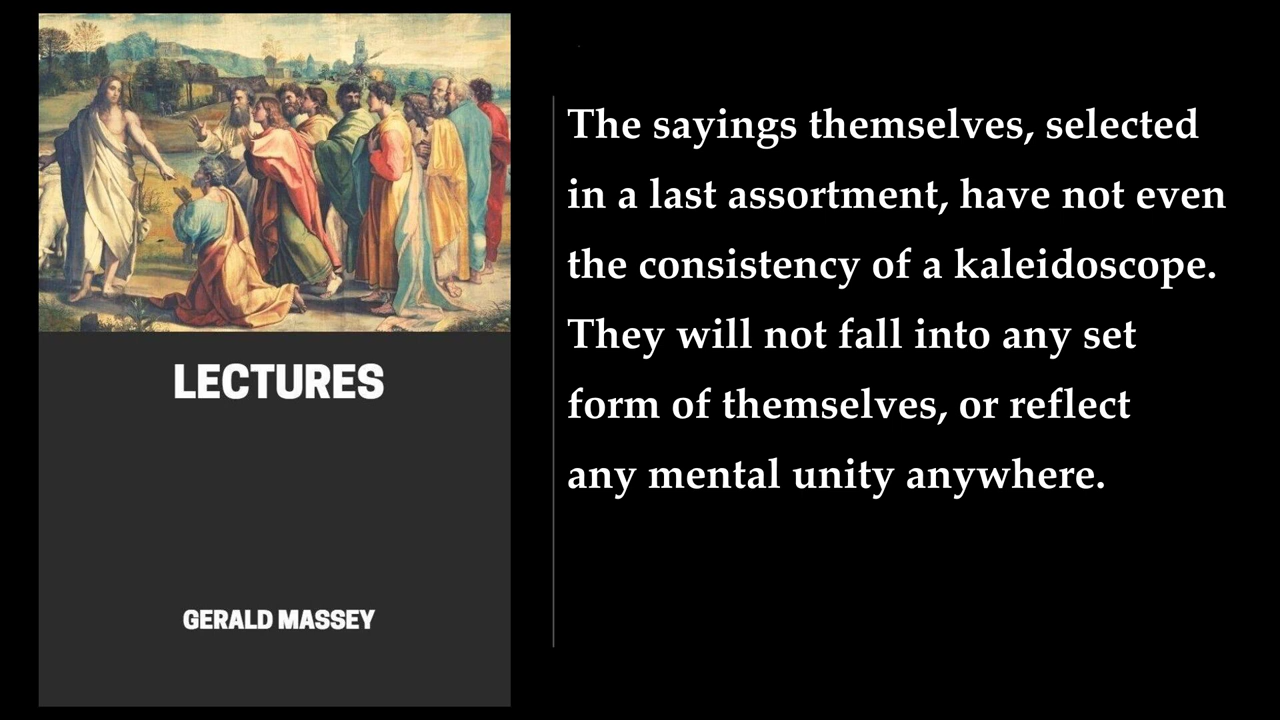 LECTURES
GERALD MASSEY
The sayings themselves, selected
in a last assortment, have not even
the consistency of a kaleidoscope.
They will not fall into any set
form of themselves, or reflect
any mental unity anywhere.